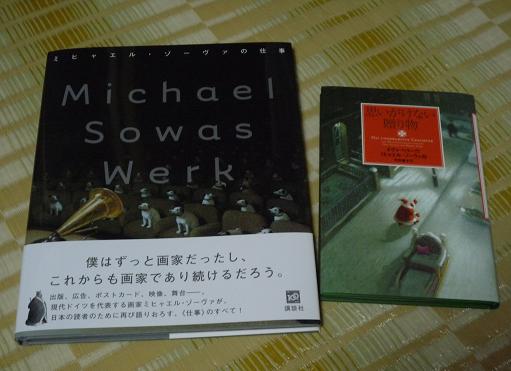 ミヒャエル・ゾーヴァの仕事
Michael
Sowas
Werk
僕はずっと画家だったし、
これからも画家であり続けるだろう。
出版、広告、ポストカード、映像、舞台——。
現代ドイツを代表する画家ミヒャエル・ゾーヴァが、
日本の読者のために再び語りおろす、〈仕事〉のすべて！
講談社
思いがけない
贈り物